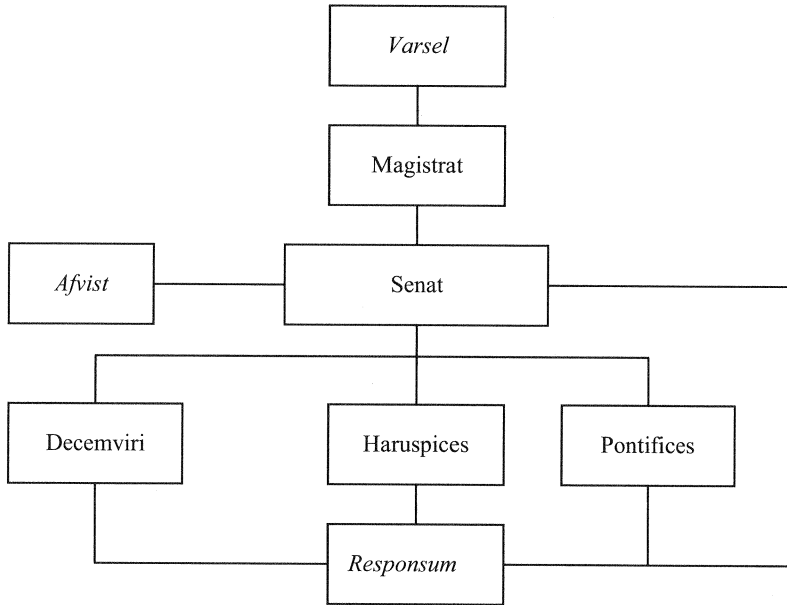 Varsel
Magistrat
Afvist
Senat
Decemviri
Haruspices
Pontifices
Responsum